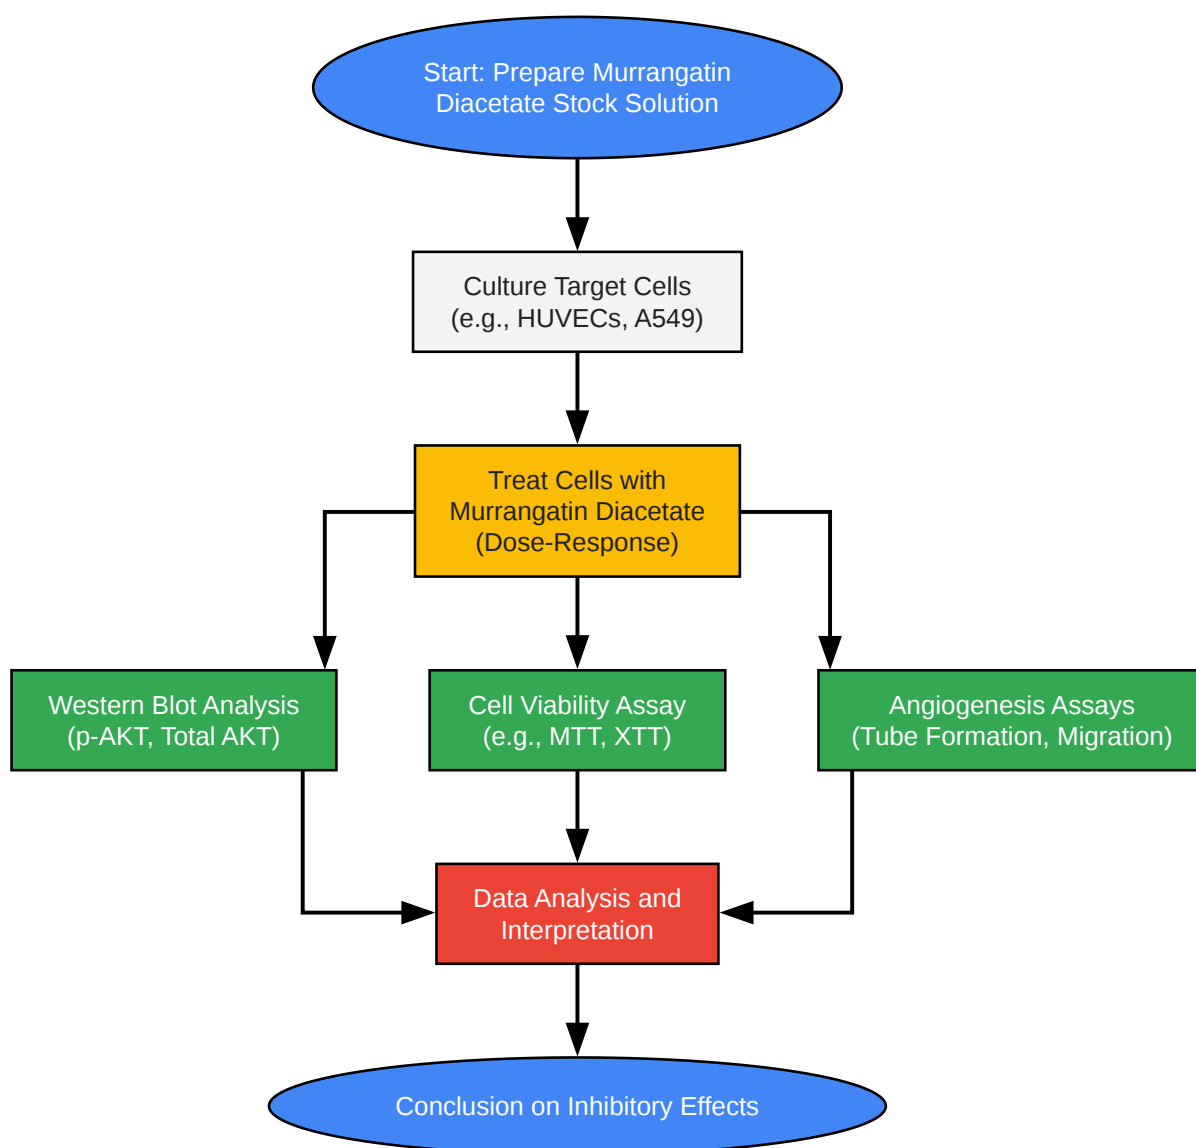 Start: Prepare Murrangatin
Diacetate Stock Solution
Culture Target Cells
(e.g., HUVECs, A549)
Treat Cells with
Murrangatin Diacetate
(Dose-Response)
Western Blot Analysis
(p-AKT, Total AKT)
Cell Viability Assay
(e.g., MTT, XTT)
Angiogenesis Assays
(Tube Formation, Migration)
Data Analysis and
Interpretation
Conclusion on Inhibitory Effects